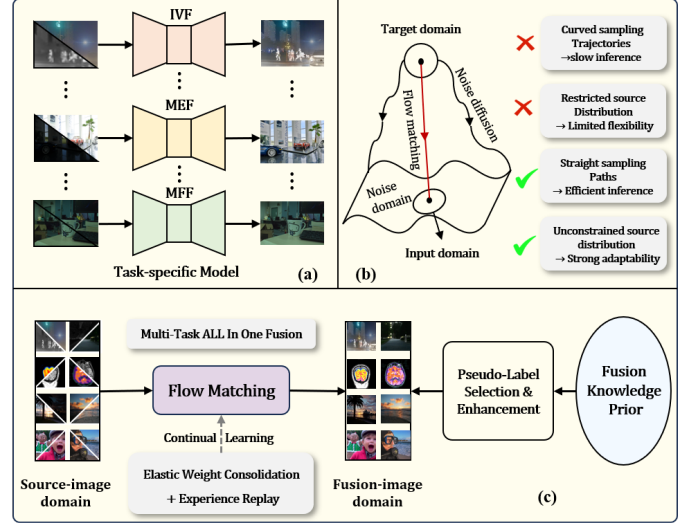 IVF
MEF
MFF
Task-specific Model
(a)
Target domain
Noise diffusion
Flow matching
Noise
domain
Input domain
(b)
Curved sampling
Trajectories
→slow inference
Restricted source
Distribution
→ Limited flexibility
Straight sampling
Paths
→ Efficient inference
Unconstrained source
distribution
→ Strong adaptability
Multi-Task ALL In One Fusion
Flow Matching
Continual Learning
Elastic Weight Consolidation
+ Experience Replay
Source-image
domain
Fusion-image
domain
Pseudo-Label
Selection &
Enhancement
Fusion
Knowledge
Prior
(c)